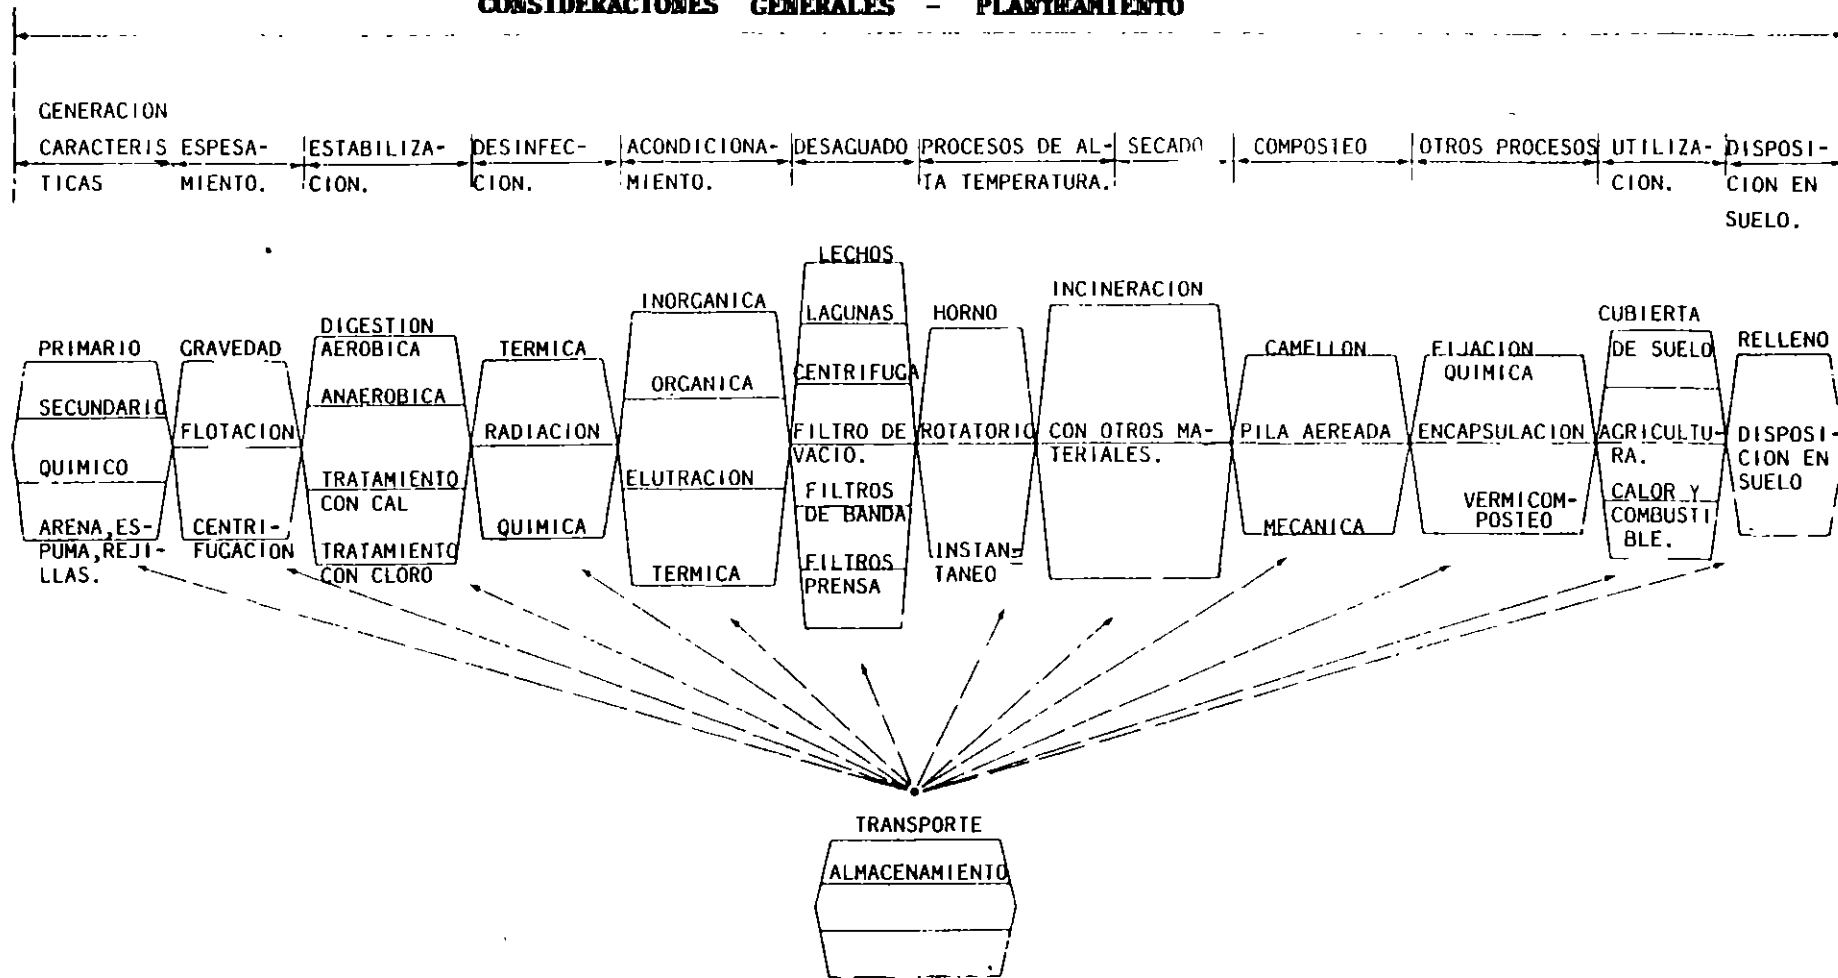 CONSIDERACIONES GENERALES - PLANTEAMIENTO
GENERACION
CARACTERIS
TICAS
ESPESA-
MIENTO.
ESTABILIZA-
CION.
DESINFEC-
CION.
ACONDICIONA-
MIENTO.
DESAGUADO
PROCESOS DE AL-
TA TEMPERATURA.
SECADO
COMPOSTEO
OTROS PROCESOS
UTILIZA-
CION.
DISPOSI-
CION EN
SUELO.
PRIMARIO
SECUNDARIO
QUIMICO
ARENA,ES-
PUMA,REJI-
LLAS.
GRAVEDAD
FLOTACION
CENTRI-
FUGACION
DIGESTION
AEROBICA
ANAEROBICA
TRATAMIENTO
CON CAL
TRATAMIENTO
CON CLORO
TERMICA
RADIACION
QUIMICA
INORGANICA
ORGANICA
ELUTRACION
TERMICA
LECHOS
LAGUNAS
CENTRIFUGA
FILTRO DE
VACIO.
FILTROS
DE BANDA
FILTROS
PRENSA
HORNO
ROTATORIO
INSTAN-
TANEO
INCINERACION
CON OTROS MA-
TERIALES.
CAMELLON
PILA AEREADA
MECANICA
FIJACION
QUIMICA
ENCAPSULACION
VERMICOM-
POSTEO
CUBIERTA
DE SUELO
AGRICULTU-
RA.
CALOR Y
COMBUSTI
BLE.
RELLENO
DISPOSI-
CION EN
SUELO
TRANSPORTE
ALMACENAMIENTO